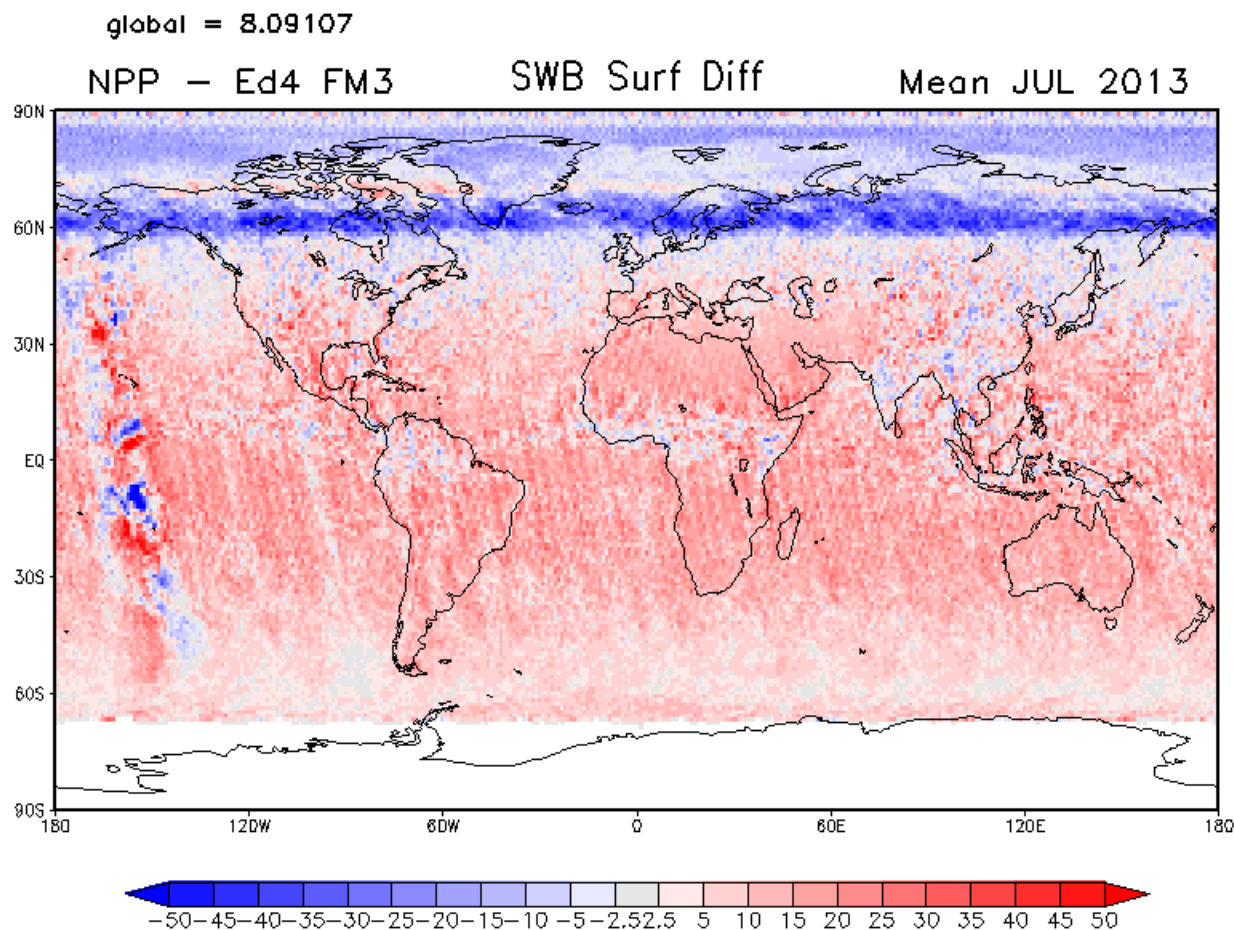 global = 8.09107
NPP – Ed4 FM3 SWB Surf Diff Mean JUL 2013
90N
60N
30N
EQ
30S
60S
90S
180 120W 60W 0 60E 120E 180
-50 -45 -40 -35 -30 -25 -20 -15 -10 -5 -2.5 2.5 5 10 15 20 25 30 35 40 45 50